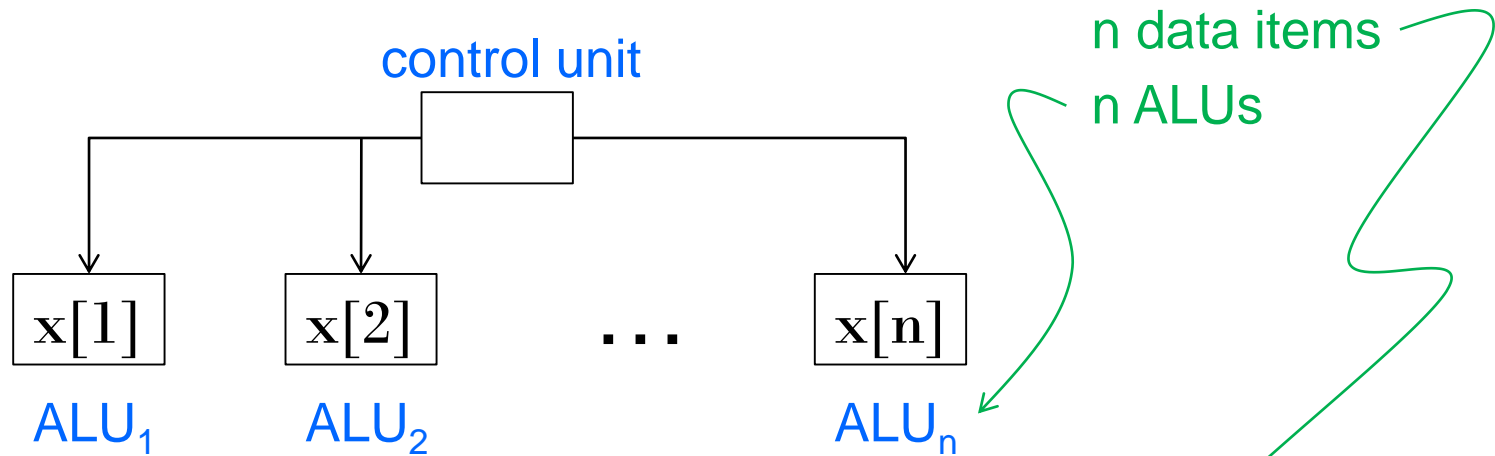 n data items
control unit
n ALUs
x[1] x[2] ... x[n]
ALU₁ ALU₂ ALUₙ